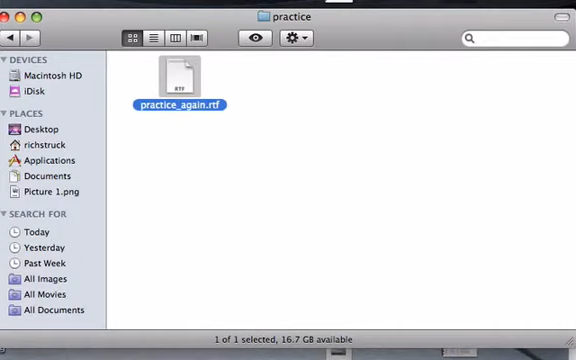 practice
DEVICES
Macintosh HD
iDisk
PLACES
Desktop
richstruck
Applications
Documents
Picture 1.png
SEARCH FOR
Today
Yesterday
Past Week
All Images
All Movies
All Documents
RTF
practice_again.rtf
1 of 1 selected, 16.7 GB available